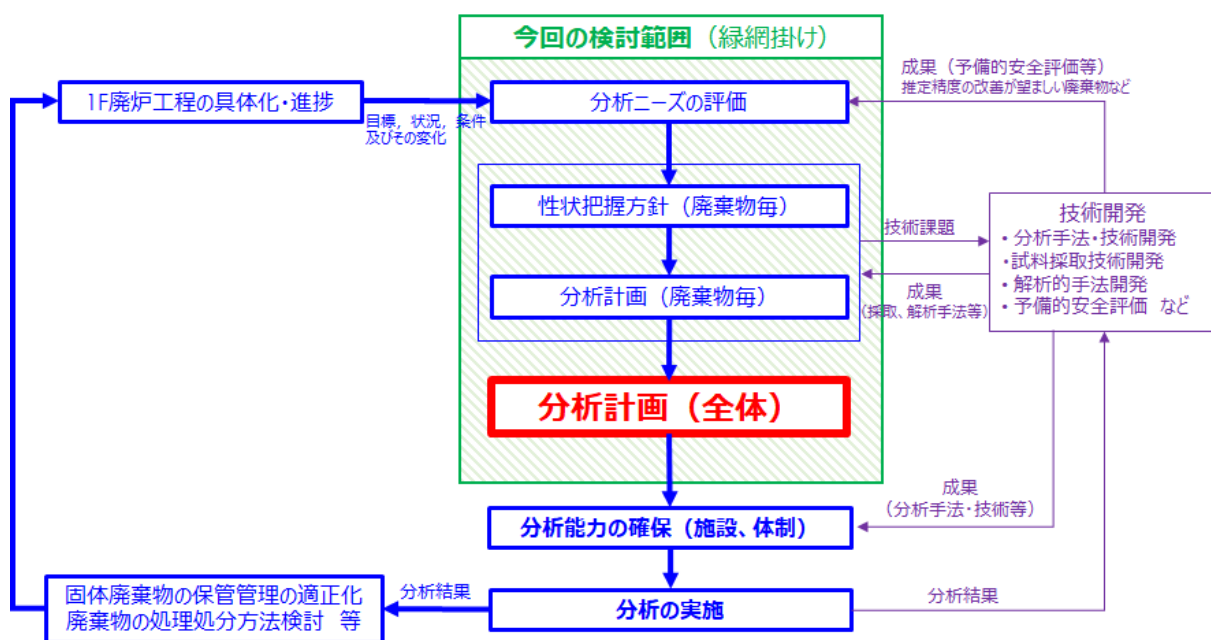 今回の検討範囲（緑網掛け）
1F廃炉工程の具体化・進捗
目標，状況，条件
及びその変化
分析ニーズの評価
成果（予備的安全評価等）
推定精度の改善が望ましい廃棄物など
性状把握方針（廃棄物毎）
分析計画（廃棄物毎）
技術課題
成果
（採取、解析手法等）
技術開発
・分析手法・技術開発
・試料採取技術開発
・解析的手法開発
・予備的安全評価 など
分析計画（全体）
成果
（分析手法・技術等）
分析能力の確保（施設、体制）
分析の実施
分析結果
分析結果
固体廃棄物の保管管理の適正化
廃棄物の処理処分方法検討 等